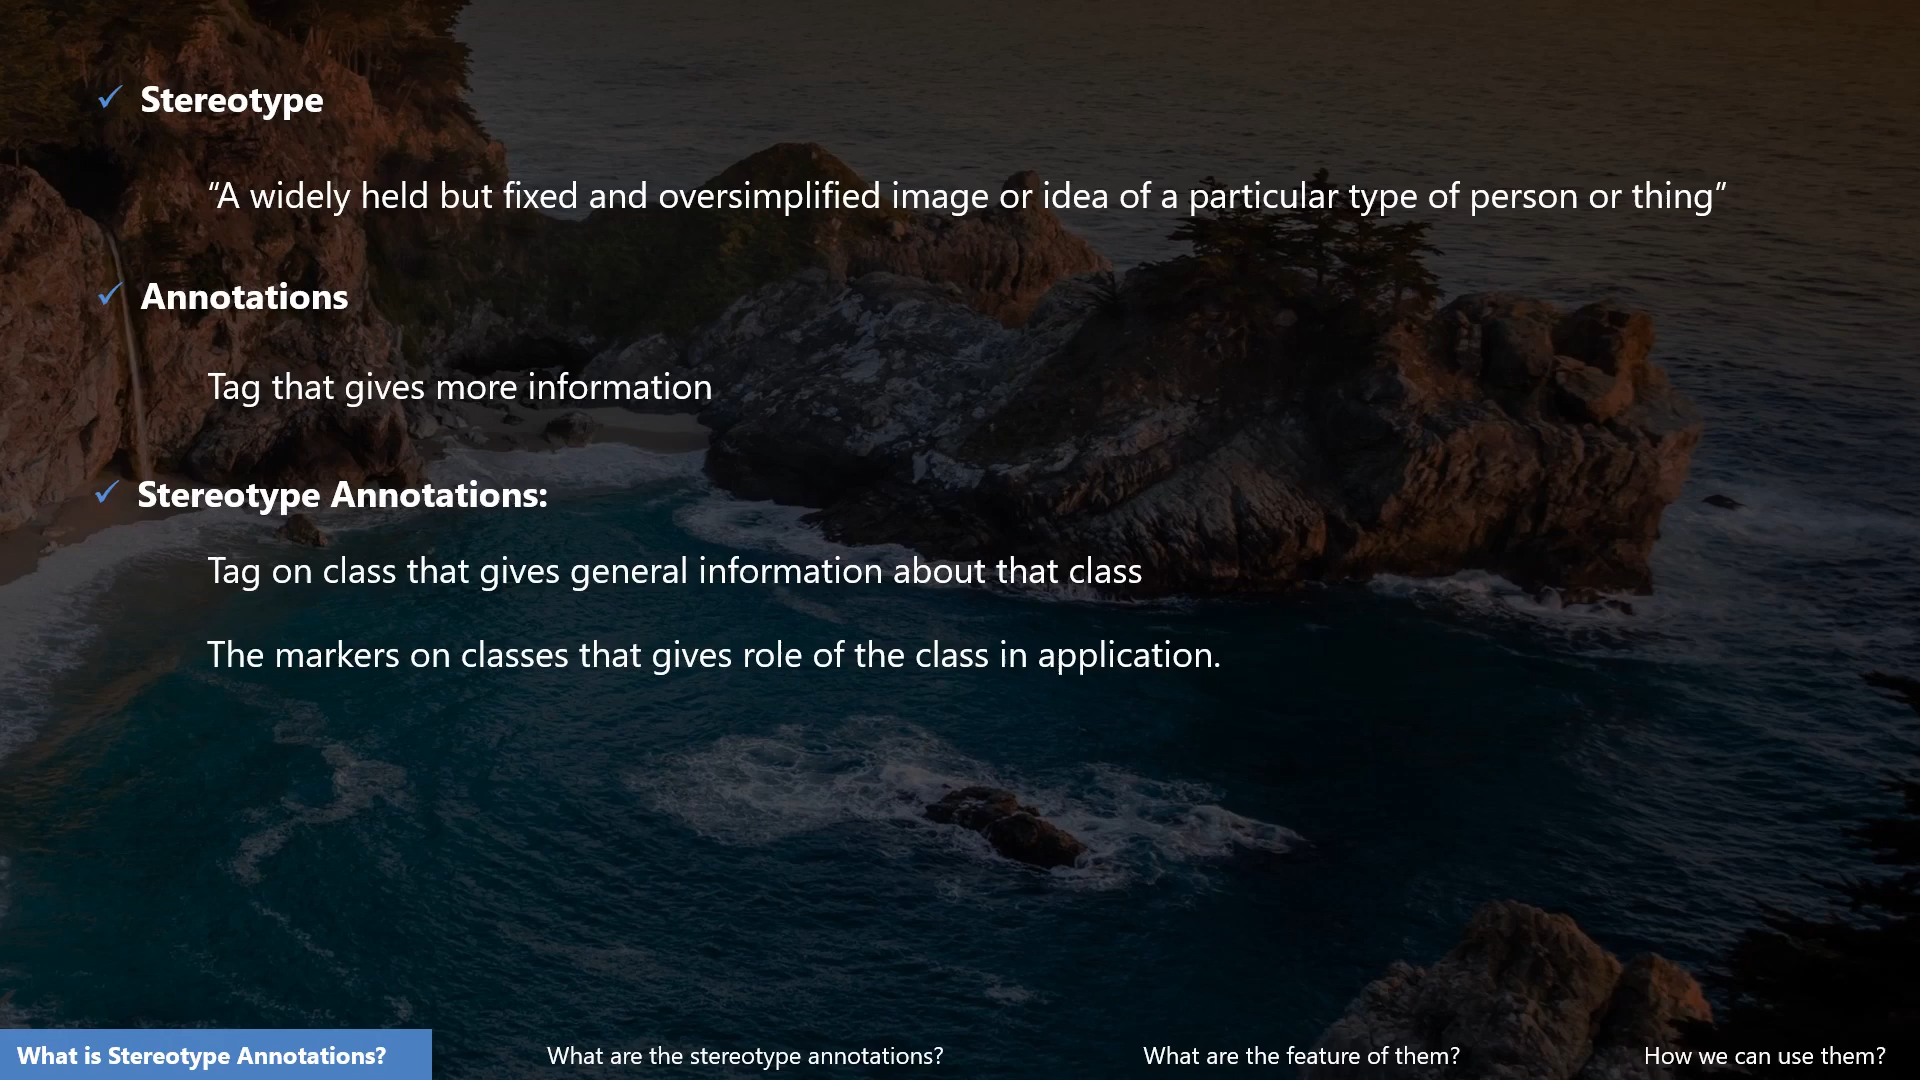 Stereotype
“A widely held but fixed and oversimplified image or idea of a particular type of person or thing”
Annotations
Tag that gives more information
Stereotype Annotations:
Tag on class that gives general information about that class
The markers on classes that gives role of the class in application.
What is Stereotype Annotations?
What are the stereotype annotations?
What are the feature of them?
How we can use them?